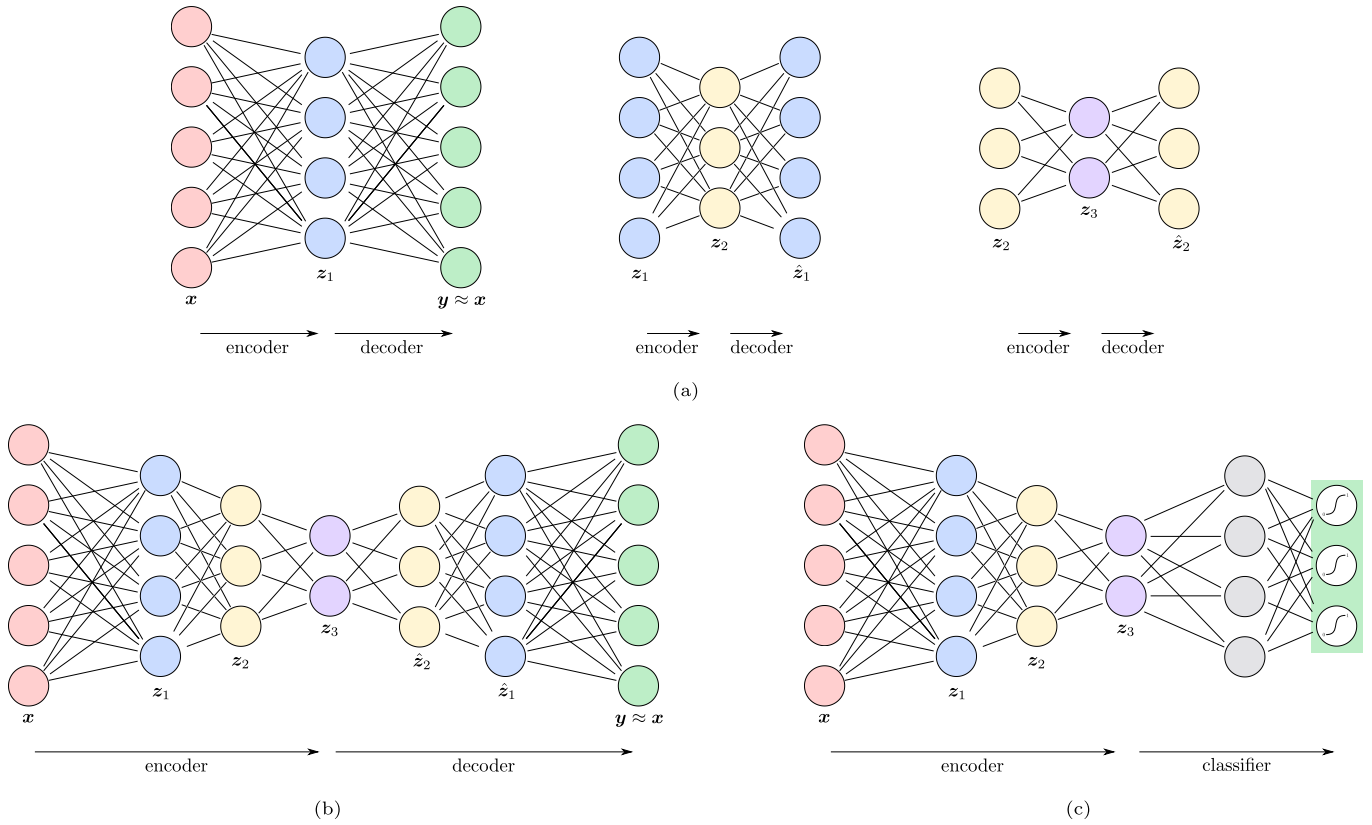 z₁
z₂
z₃
x
y ≈ x
z₁
ẑ₁
z₂
ẑ₂
encoder
decoder
encoder
decoder
encoder
decoder
(a)
z₃
z₃
z₂
ẑ₂
z₂
z₁
ẑ₁
z₁
x
y ≈ x
x
encoder
decoder
encoder
classifier
(b)
(c)